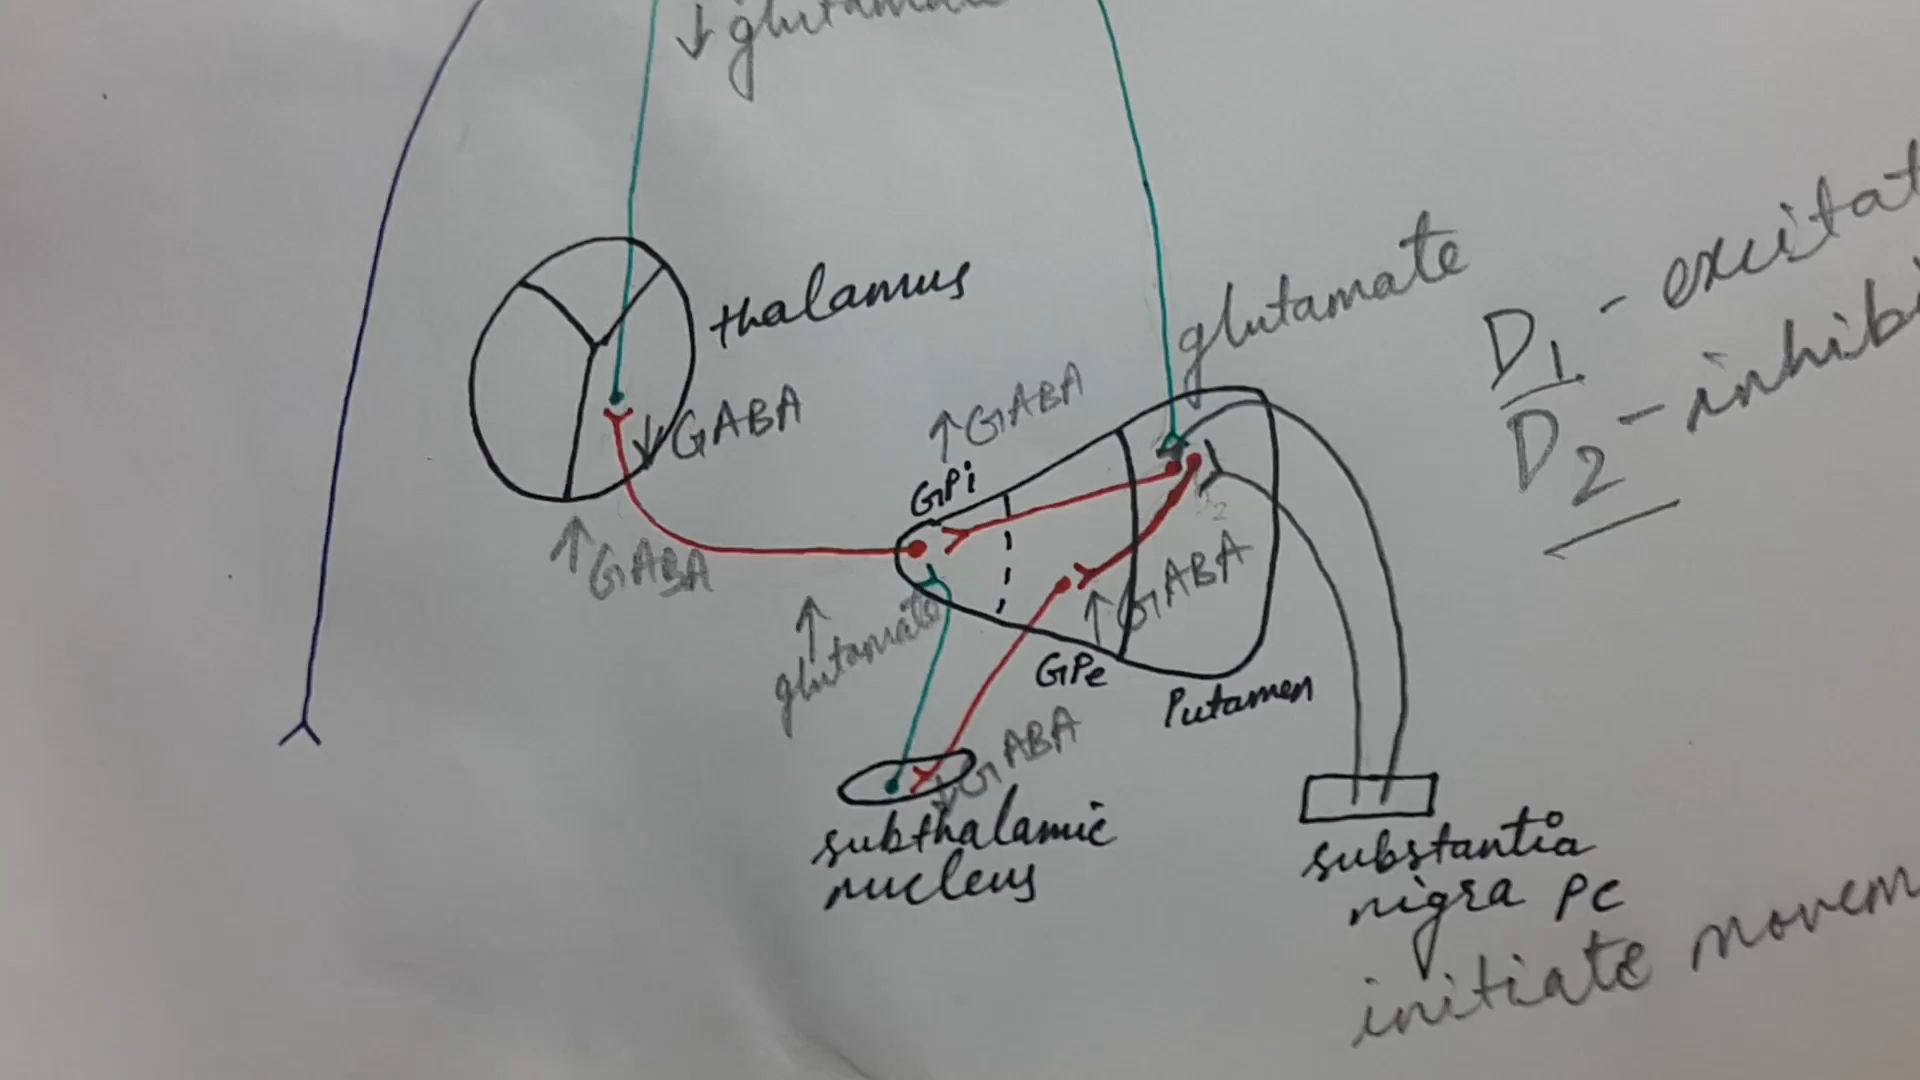 ↓ glutamate
thalamus
↓ GABA
↑ GABA
↑ GABA
glutamate
D1 - excitat
D2 - inhibi
GPi
↑ glutamate
↑ GABA
GPe
Putamen
↓ GABA
subthalamic
nucleus
substantia
nigra pc
initiate movem